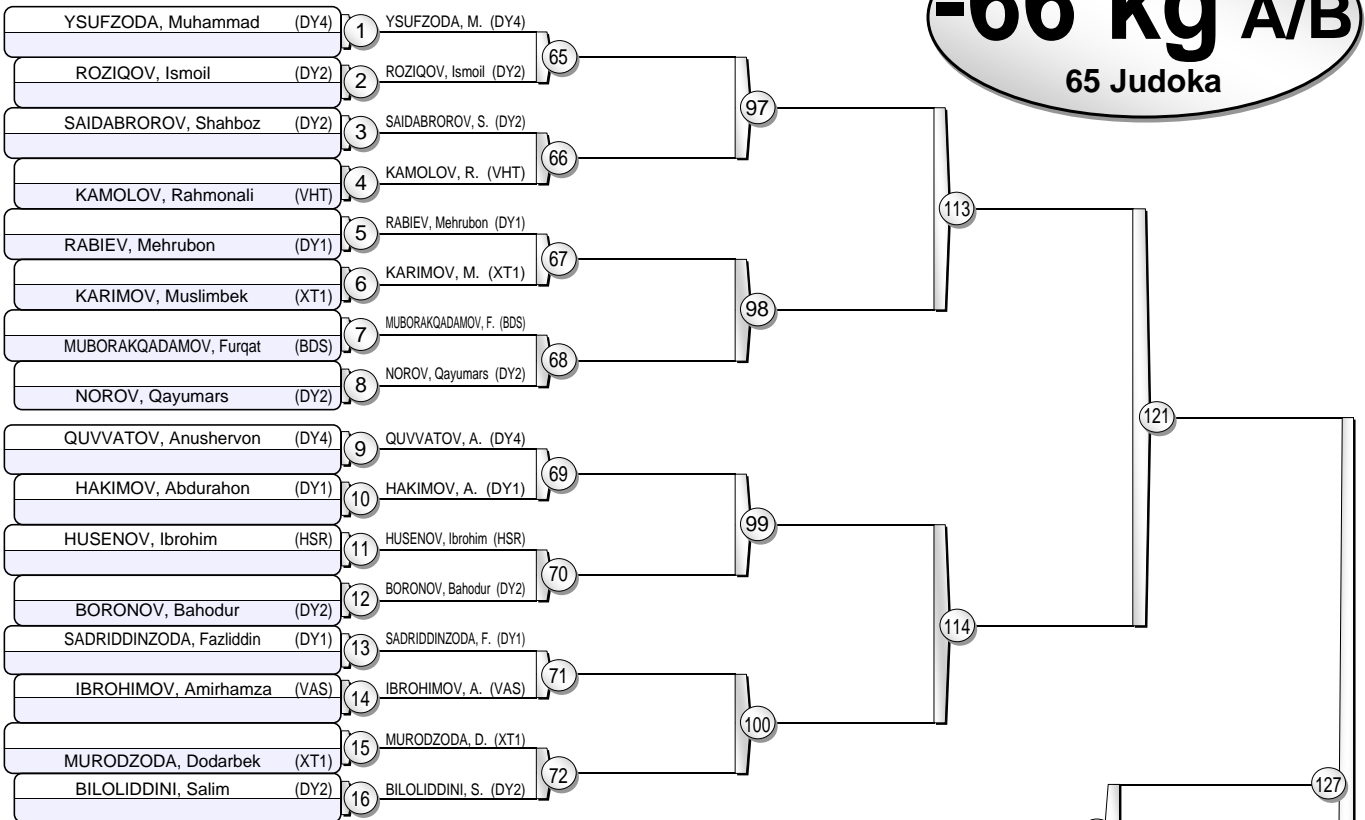 -66 kg A/B
65 Judoka
YSUFZODA, Muhammad (DY4)
1
YSUFZODA, M. (DY4)
65
ROZIQOV, Ismoil (DY2)
2
ROZIQOV, Ismoil (DY2)
97
SAIDABROROV, Shahboz (DY2)
3
SAIDABROROV, S. (DY2)
66
KAMOLOV, Rahmonali (VHT)
4
KAMOLOV, R. (VHT)
113
RABIEV, Mehrubon (DY1)
5
RABIEV, Mehrubon (DY1)
67
KARIMOV, Muslimbek (XT1)
6
KARIMOV, M. (XT1)
98
MUBORAKQADAMOV, Furqat (BDS)
7
MUBORAKQADAMOV, F. (BDS)
68
NOROV, Qayumars (DY2)
8
NOROV, Qayumars (DY2)
121
QUVVATOV, Anushervon (DY4)
9
QUVVATOV, A. (DY4)
69
HAKIMOV, Abdurahon (DY1)
10
HAKIMOV, A. (DY1)
99
HUSENOV, Ibrohim (HSR)
11
HUSENOV, Ibrohim (HSR)
70
BORONOV, Bahodur (DY2)
12
BORONOV, Bahodur (DY2)
114
SADRIDDINZODA, Fazliddin (DY1)
13
SADRIDDINZODA, F. (DY1)
71
IBROHIMOV, Amirhamza (VAS)
14
IBROHIMOV, A. (VAS)
100
MURODZODA, Dodarbek (XT1)
15
MURODZODA, D. (XT1)
72
BILOLIDDINI, Salim (DY2)
16
BILOLIDDINI, S. (DY2)
127